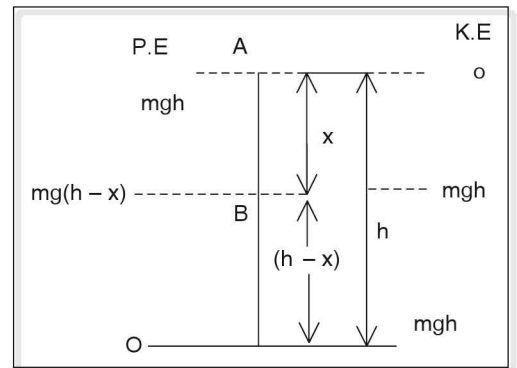 P.E A K.E
o
mgh
x
mg(h – x) mgh
B
h
(h – x)
mgh
O